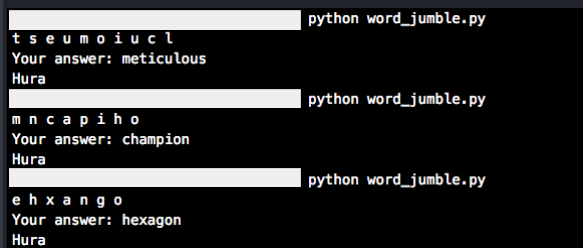 python word_jumble.py
t s e u m o i u c l
Your answer: meticulous
Hura
python word_jumble.py
m n c a p i h o
Your answer: champion
Hura
python word_jumble.py
e h x a n g o
Your answer: hexagon
Hura